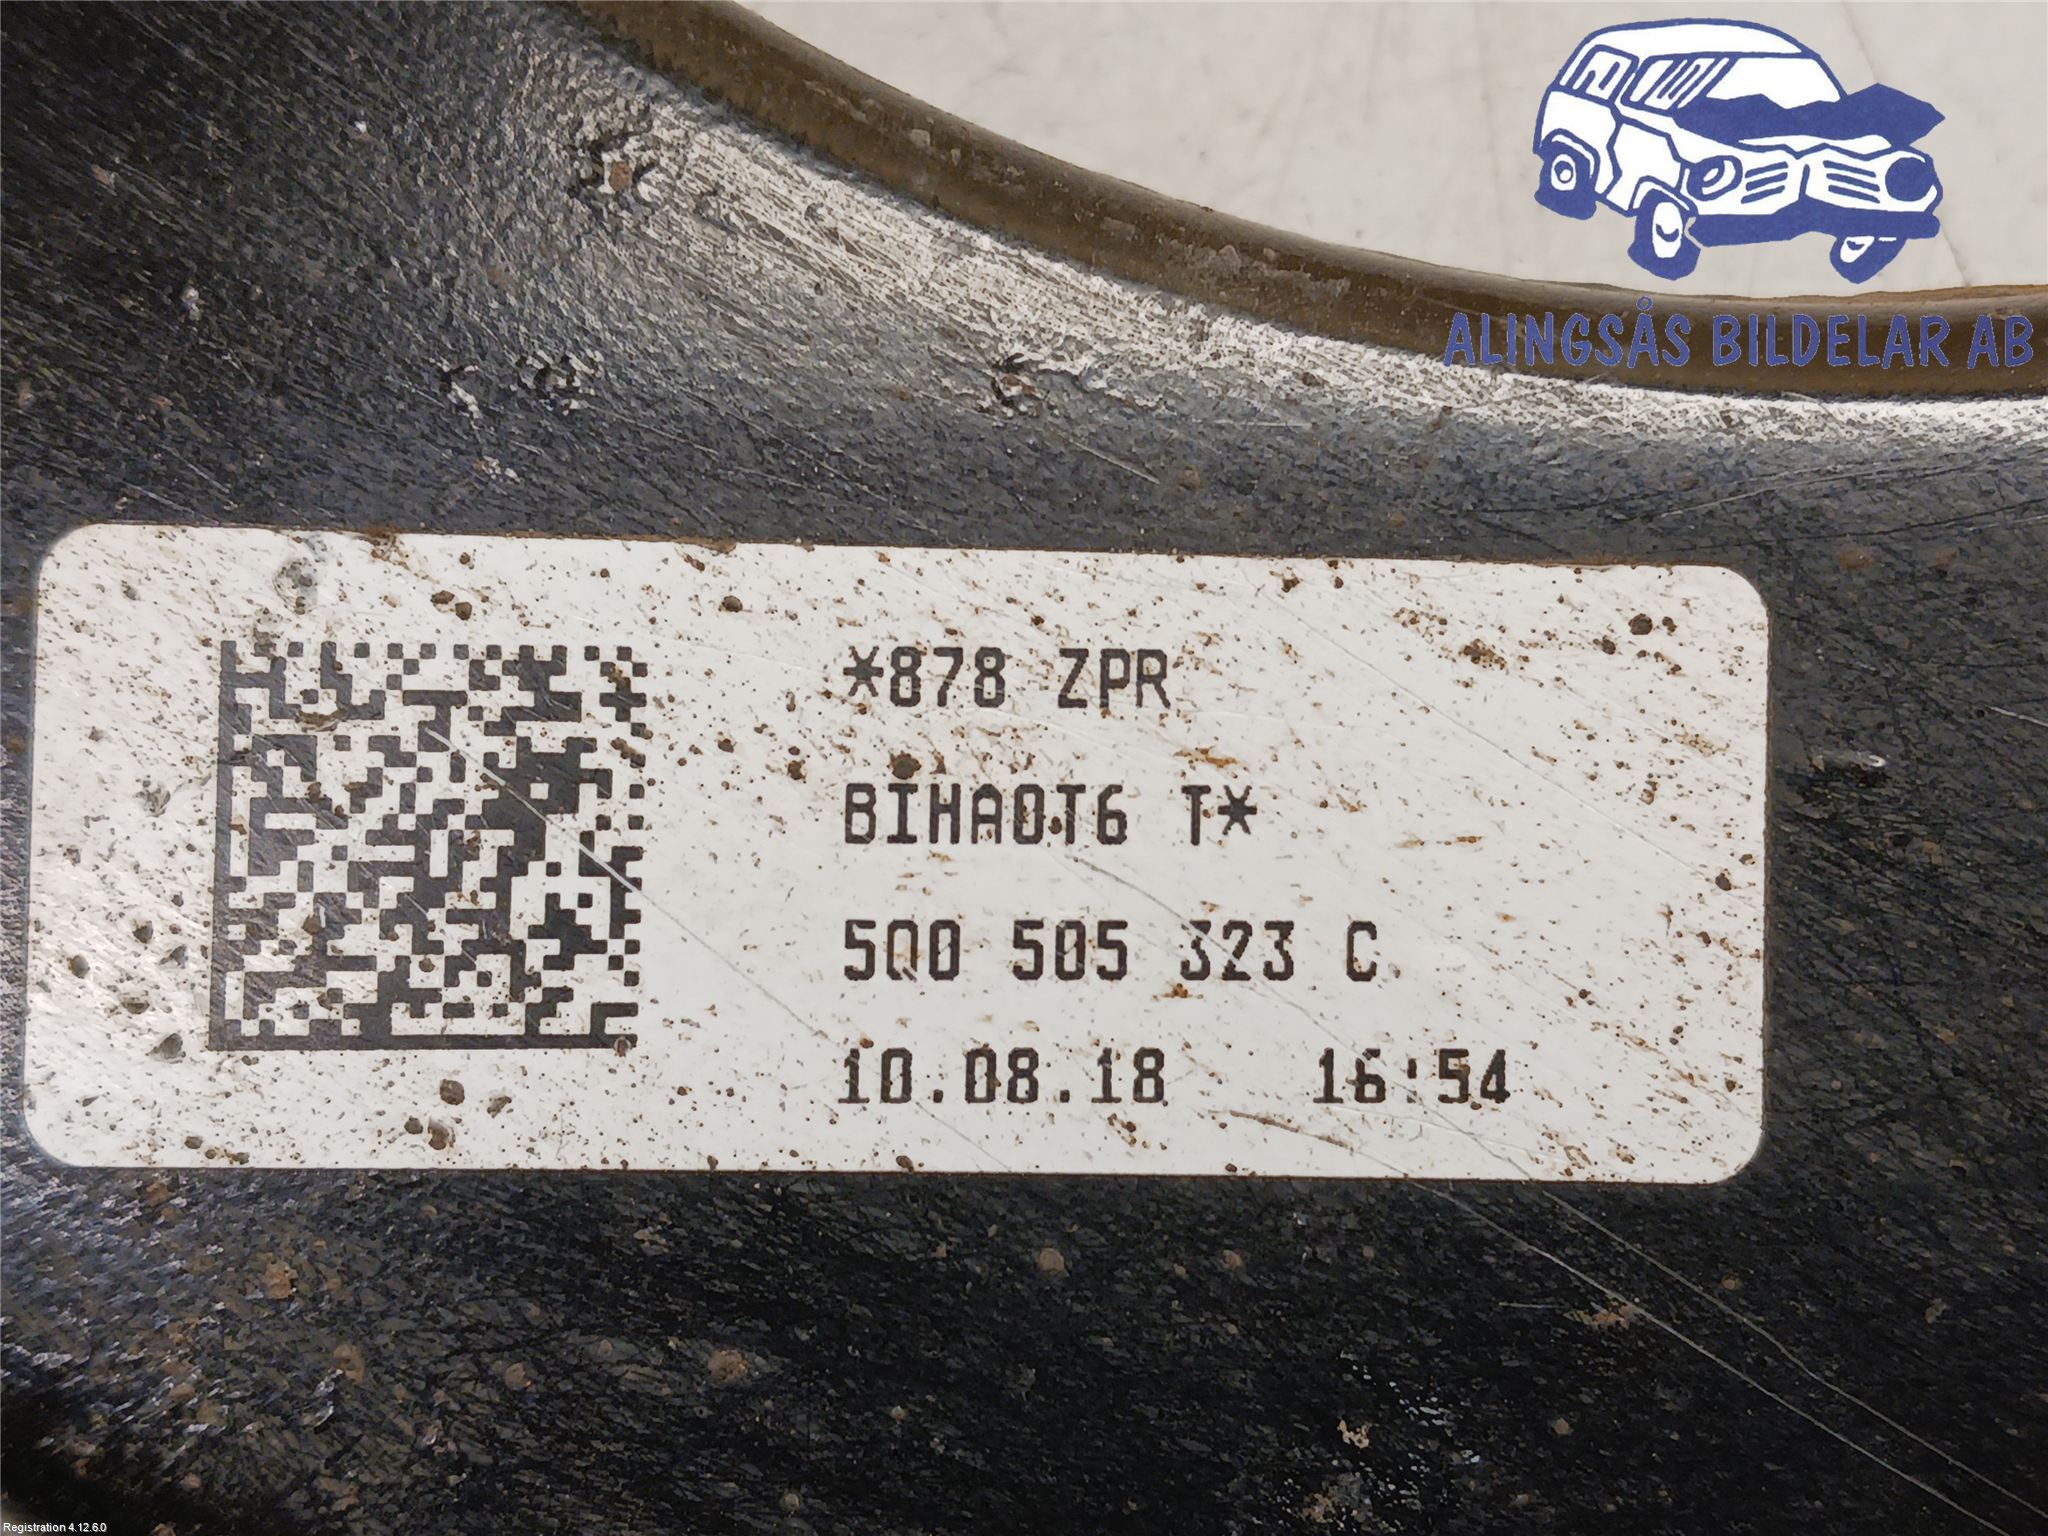 ALINGSÅS BILDELAR AB
*878 ZPR
BIHA0T6 T*
5Q0 505 323 C
10.08.18 16:54
Registration 4.12.6.0